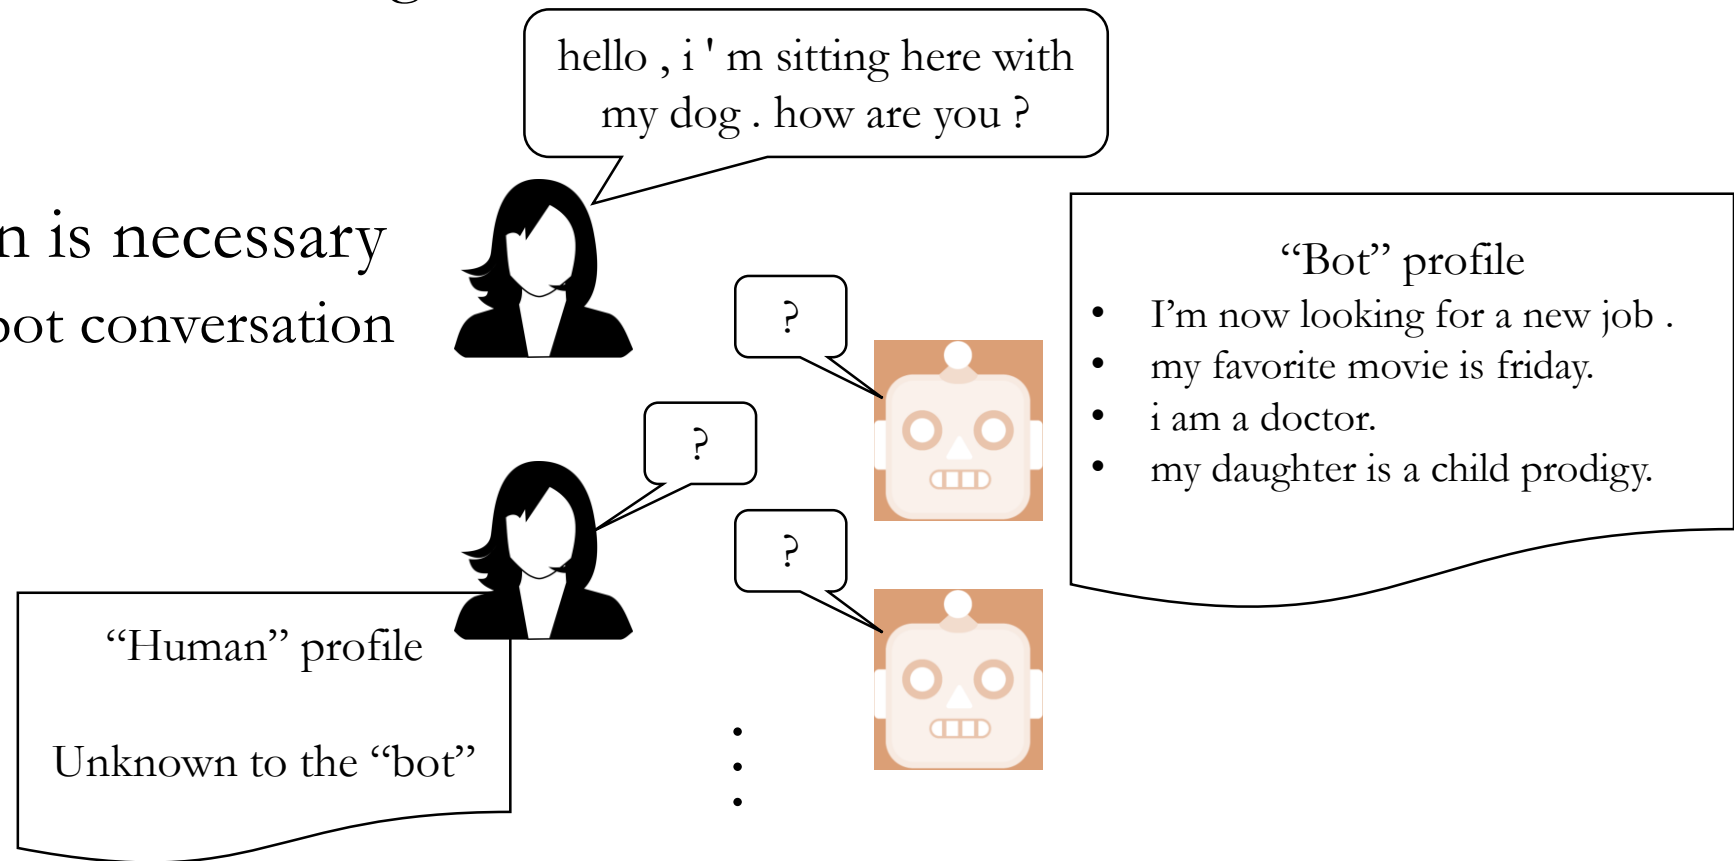 hello , i ' m sitting here with
my dog . how are you ?
n is necessary
bot conversation
?
“Bot” profile
• I’m now looking for a new job .
• my favorite movie is friday.
• i am a doctor.
• my daughter is a child prodigy.
?
?
“Human” profile
Unknown to the “bot”